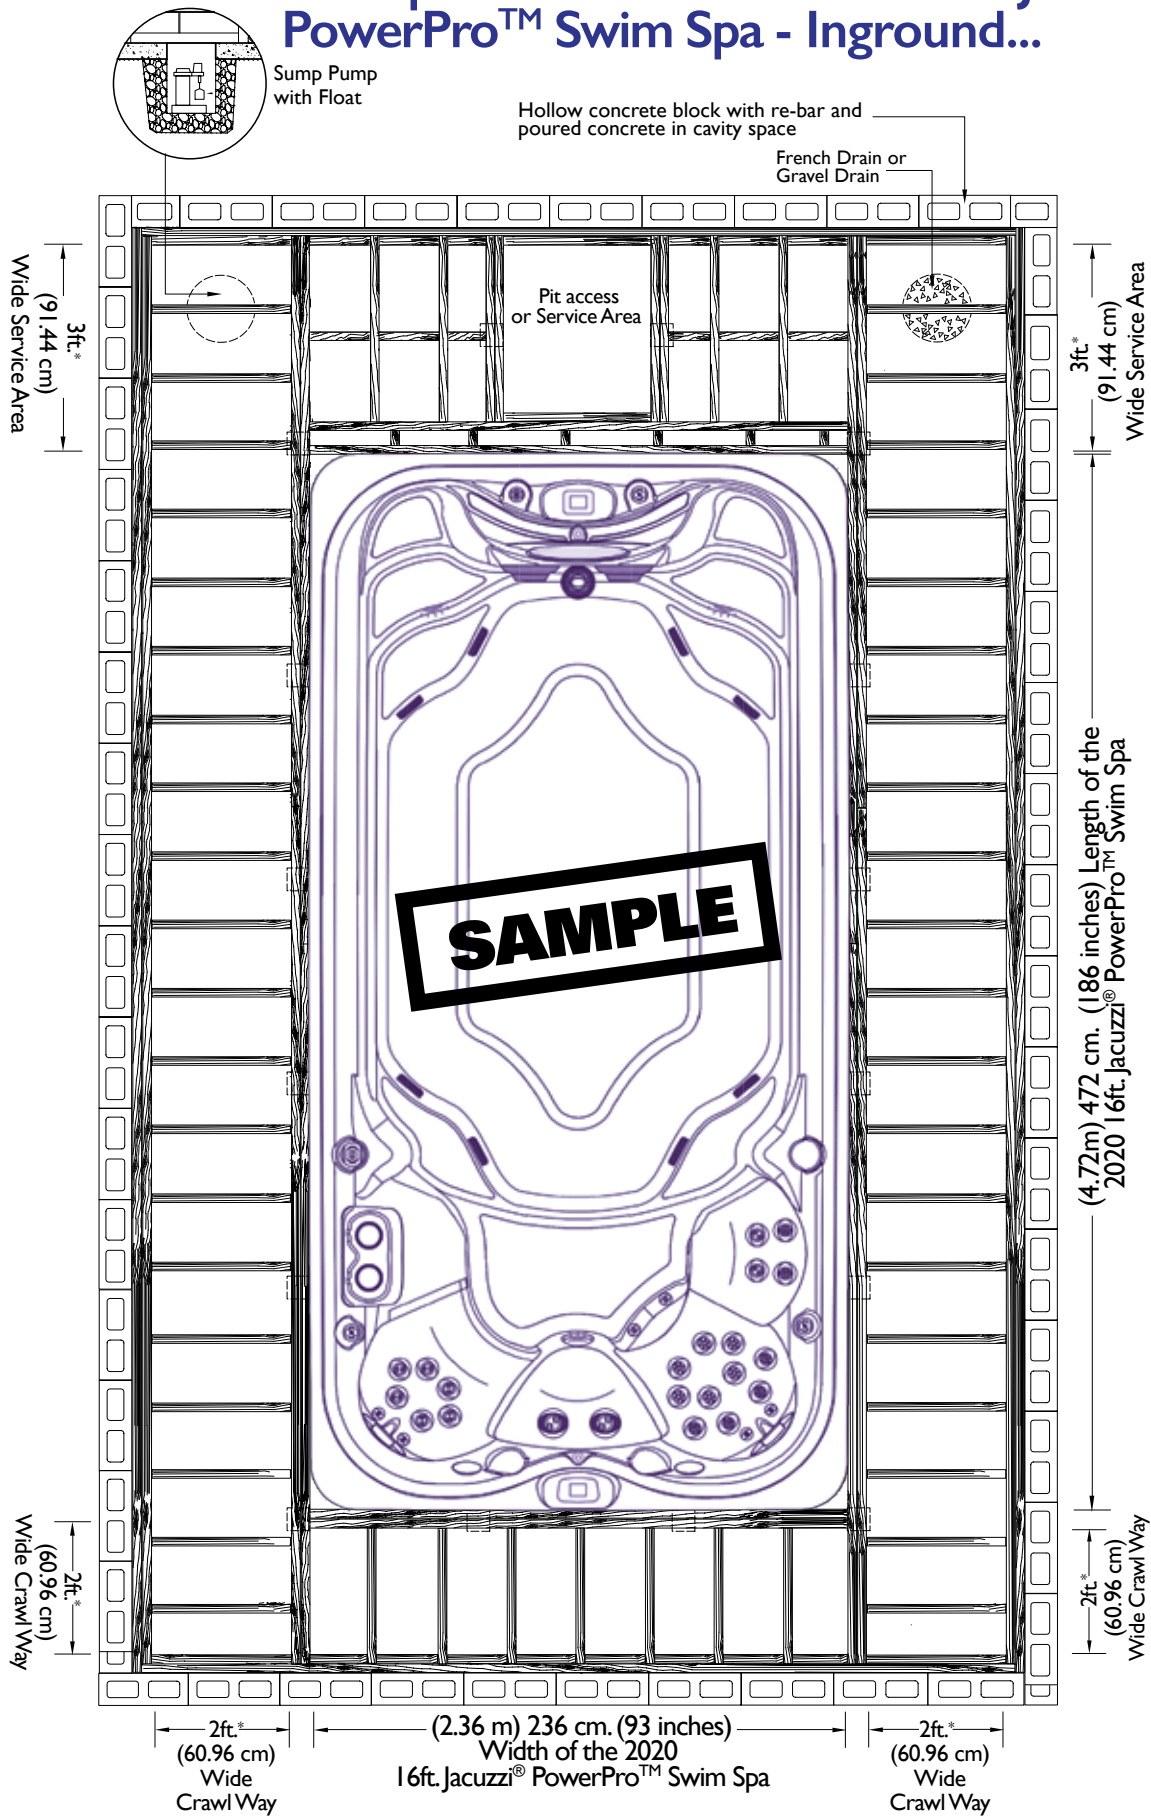 PowerPro™ Swim Spa - Inground...
Sump Pump
with Float
Hollow concrete block with re-bar and
poured concrete in cavity space
French Drain or
Gravel Drain
3ft.*
(91.44 cm)
Wide Service Area
Pit access
or Service Area
3ft.*
(91.44 cm)
Wide Service Area
(4.72m) 472 cm. (186 inches) Length of the
2020 16ft. Jacuzzi® PowerPro™ Swim Spa
SAMPLE
2ft.*
(60.96 cm)
Wide Crawl Way
2ft.*
(60.96 cm)
Wide Crawl Way
2ft.*
(60.96 cm)
Wide
Crawl Way
(2.36 m) 236 cm. (93 inches)
Width of the 2020
16ft. Jacuzzi® PowerPro™ Swim Spa
2ft.*
(60.96 cm)
Wide
Crawl Way